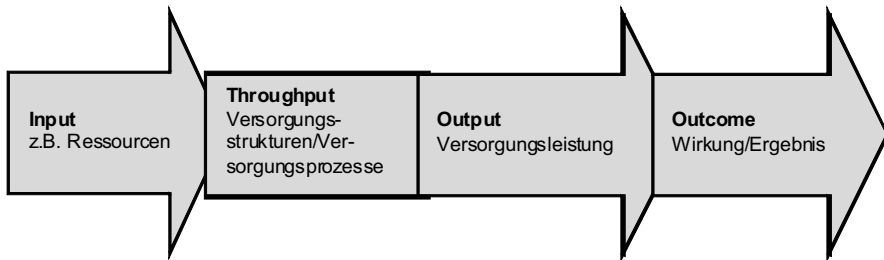 Input
z.B. Ressourcen
Throughput
Versorgungs-
strukturen/Ver-
sorgungsprozesse
Output
Versorgungsleistung
Outcome
Wirkung/Ergebnis